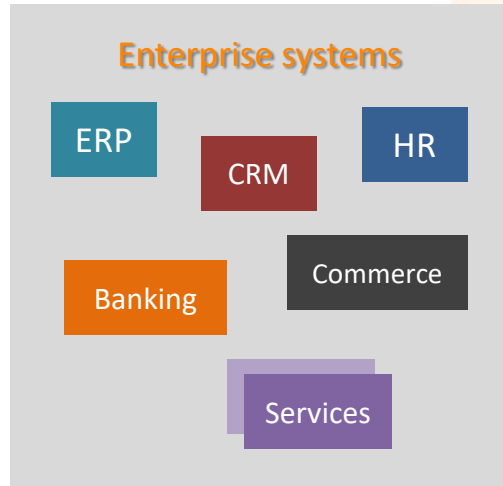 Enterprise systems
ERP
CRM
HR
Banking
Commerce
Services